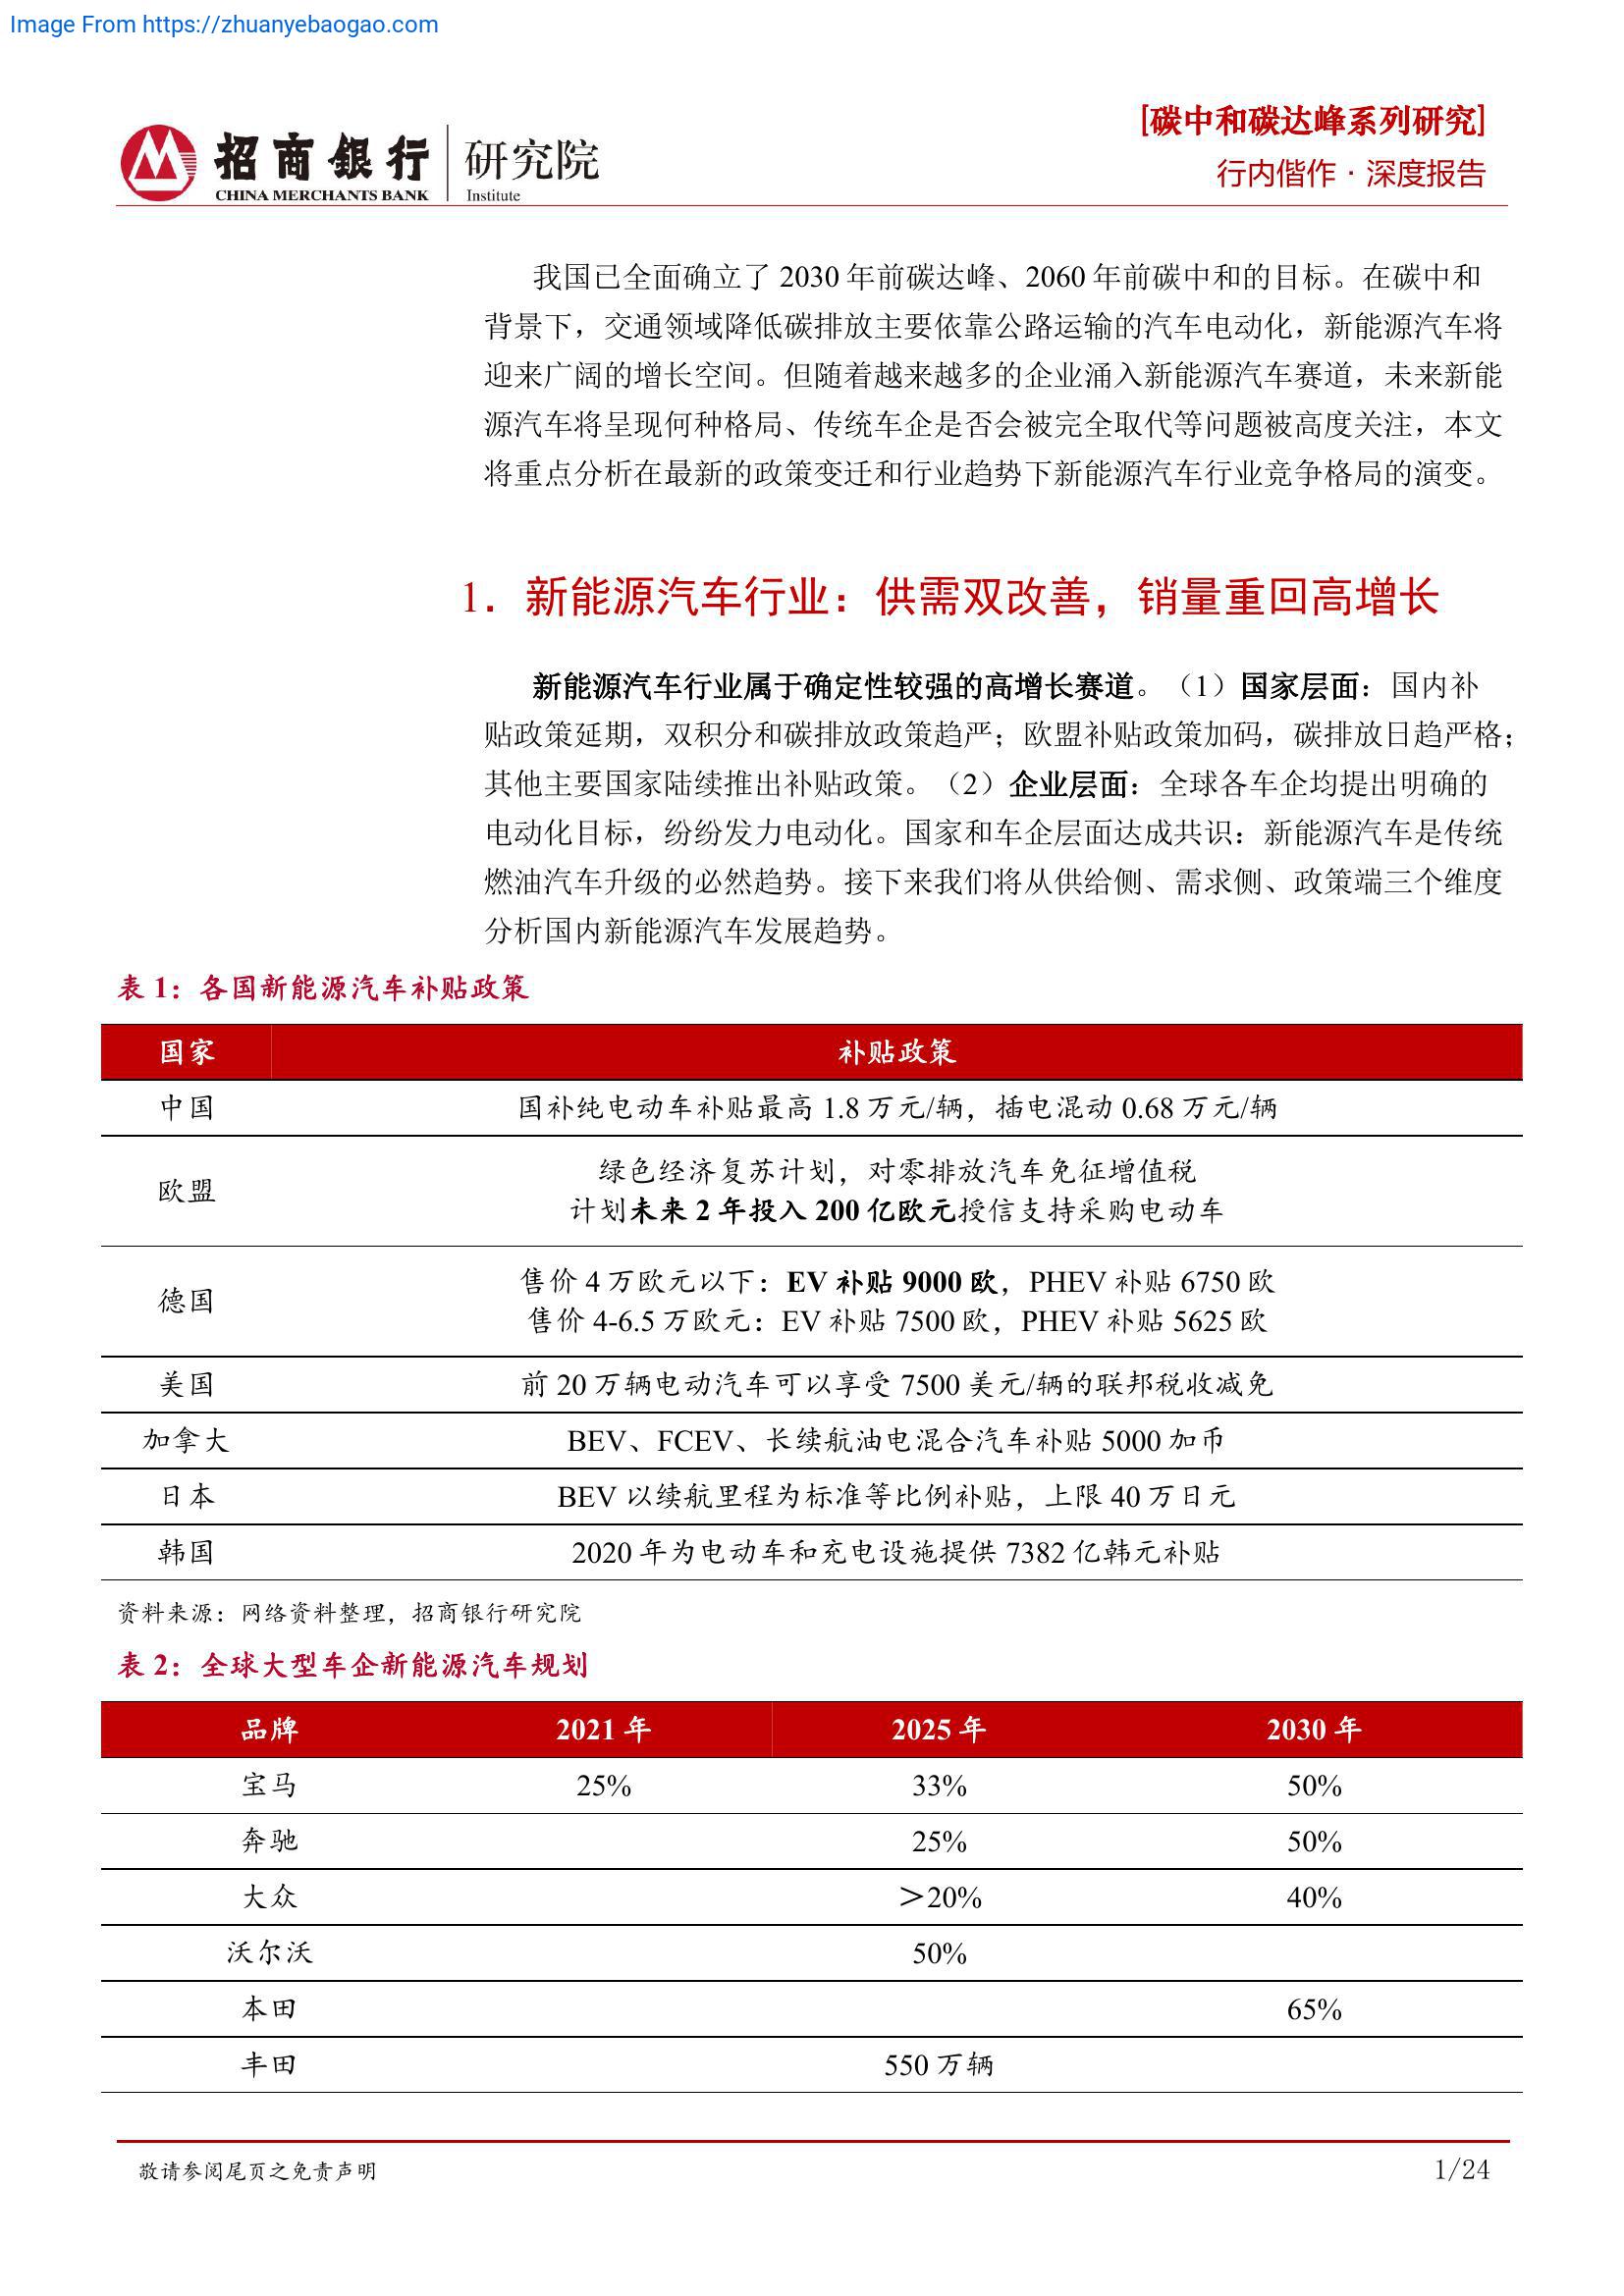 Image From https://zhuanyebaogao.com
招商银行
CHINA MERCHANTS BANK
研究院
Institute
[碳中和碳达峰系列研究]
行内偕作 · 深度报告
我国已全面确立了 2030 年前碳达峰、2060 年前碳中和的目标。在碳中和
背景下，交通领域降低碳排放主要依靠公路运输的汽车电动化，新能源汽车将
迎来广阔的增长空间。但随着越来越多的企业涌入新能源汽车赛道，未来新能
源汽车将呈现何种格局、传统车企是否会被完全取代等问题被高度关注，本文
将重点分析在最新的政策变迁和行业趋势下新能源汽车行业竞争格局的演变。
1. 新能源汽车行业：供需双改善，销量重回高增长
新能源汽车行业属于确定性较强的高增长赛道。（1）国家层面：国内补
贴政策延期，双积分和碳排放政策趋严；欧盟补贴政策加码，碳排放日趋严格；
其他主要国家陆续推出补贴政策。（2）企业层面：全球各车企均提出明确的
电动化目标，纷纷发力电动化。国家和车企层面达成共识：新能源汽车是传统
燃油汽车升级的必然趋势。接下来我们将从供给侧、需求侧、政策端三个维度
分析国内新能源汽车发展趋势。
表 1：各国新能源汽车补贴政策
国家 补贴政策
中国 国补纯电动车补贴最高 1.8 万元/辆，插电混动 0.68 万元/辆
欧盟 绿色经济复苏计划，对零排放汽车免征增值税
计划未来 2 年投入 200 亿欧元授信支持采购电动车
德国 售价 4 万欧元以下：EV 补贴 9000 欧，PHEV 补贴 6750 欧
售价 4-6.5 万欧元：EV 补贴 7500 欧，PHEV 补贴 5625 欧
美国 前 20 万辆电动汽车可以享受 7500 美元/辆的联邦税收减免
加拿大 BEV、FCEV、长续航油电混合汽车补贴 5000 加币
日本 BEV 以续航里程为标准等比例补贴，上限 40 万日元
韩国 2020 年为电动车和充电设施提供 7382 亿韩元补贴
资料来源：网络资料整理，招商银行研究院
表 2：全球大型车企新能源汽车规划
品牌 2021 年 2025 年 2030 年
宝马 25% 33% 50%
奔驰 25% 50%
大众 ＞20% 40%
沃尔沃 50%
本田 65%
丰田 550 万辆
敬请参阅尾页之免责声明
1/24